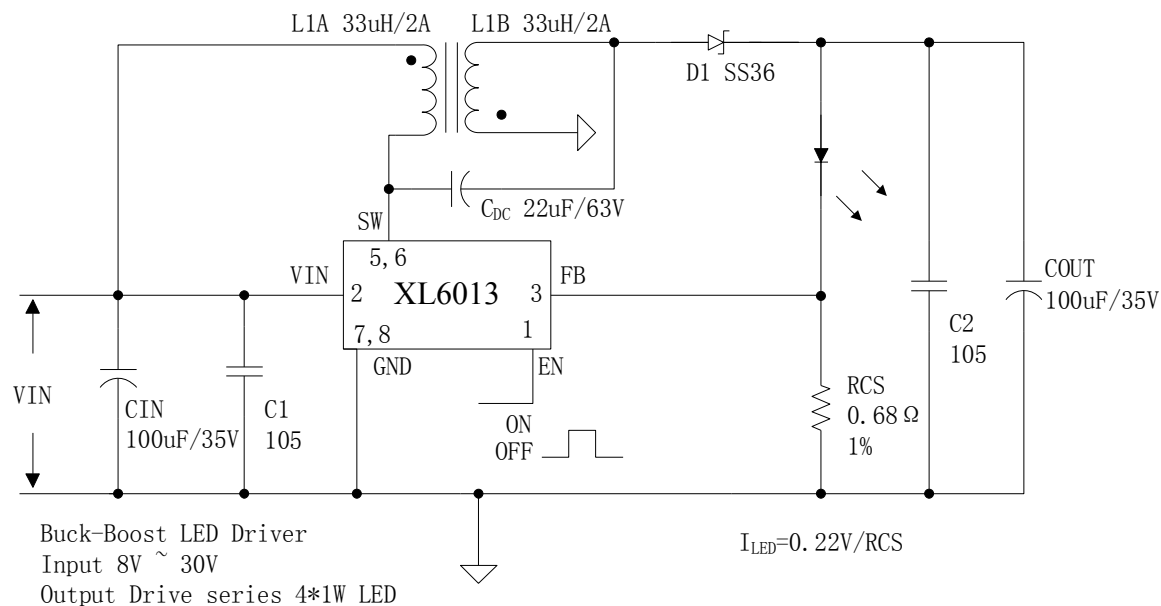 L1A 33uH/2A
L1B 33uH/2A
D1 SS36
C_DC 22uF/63V
SW
5,6
VIN
2
XL6013
3
FB
7,8
1
GND
EN
ON
OFF
VIN
CIN
100uF/35V
C1
105
RCS
0.68Ω
1%
C2
105
COUT
100uF/35V
Buck-Boost LED Driver
Input 8V ~ 30V
Output Drive series 4*1W LED
I_LED=0.22V/RCS